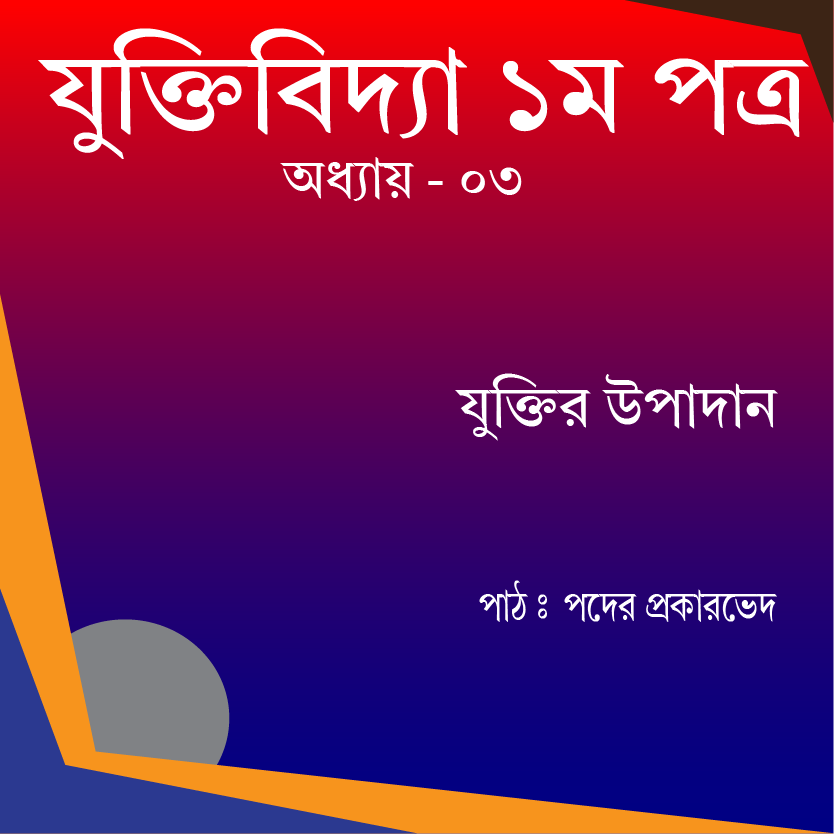 যুক্তিবিদ্যা ১ম পত্র
অধ্যায় - ০৩
যুক্তির উপাদান
পাঠ ঃ পদের প্রকারভেদ